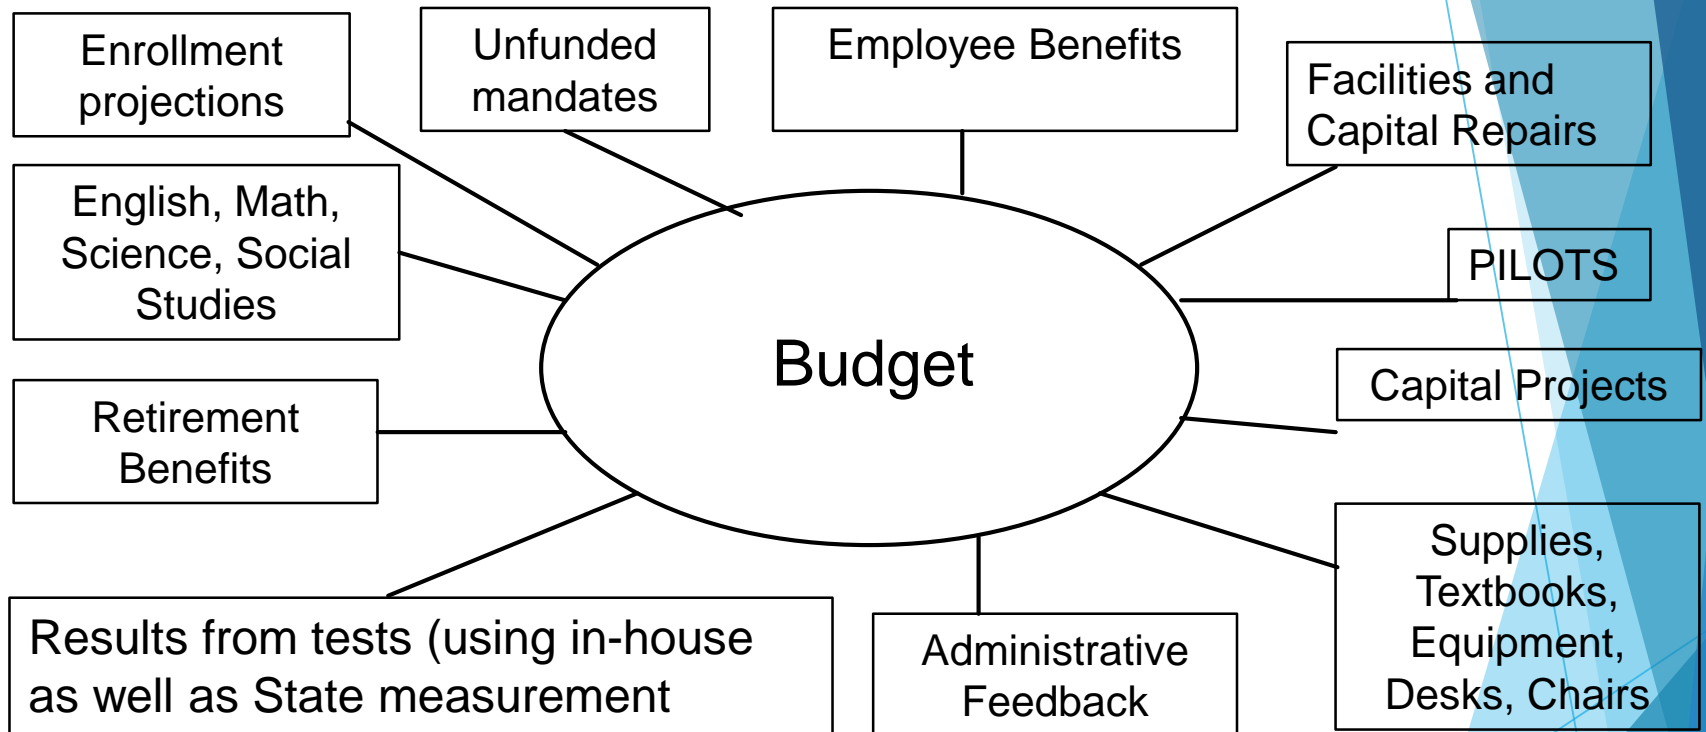 Enrollment
projections
Unfunded
mandates
Employee Benefits
Facilities and
Capital Repairs
English, Math,
Science, Social
Studies
PILOTS
Budget
Capital Projects
Retirement
Benefits
Supplies,
Textbooks,
Equipment,
Desks, Chairs
Results from tests (using in-house
as well as State measurement
Administrative
Feedback